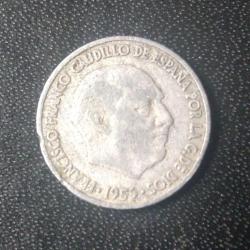 FRANCISCO FRANCO CAUDILLO DE ESPAÑA POR LA G. DE DIOS
1959